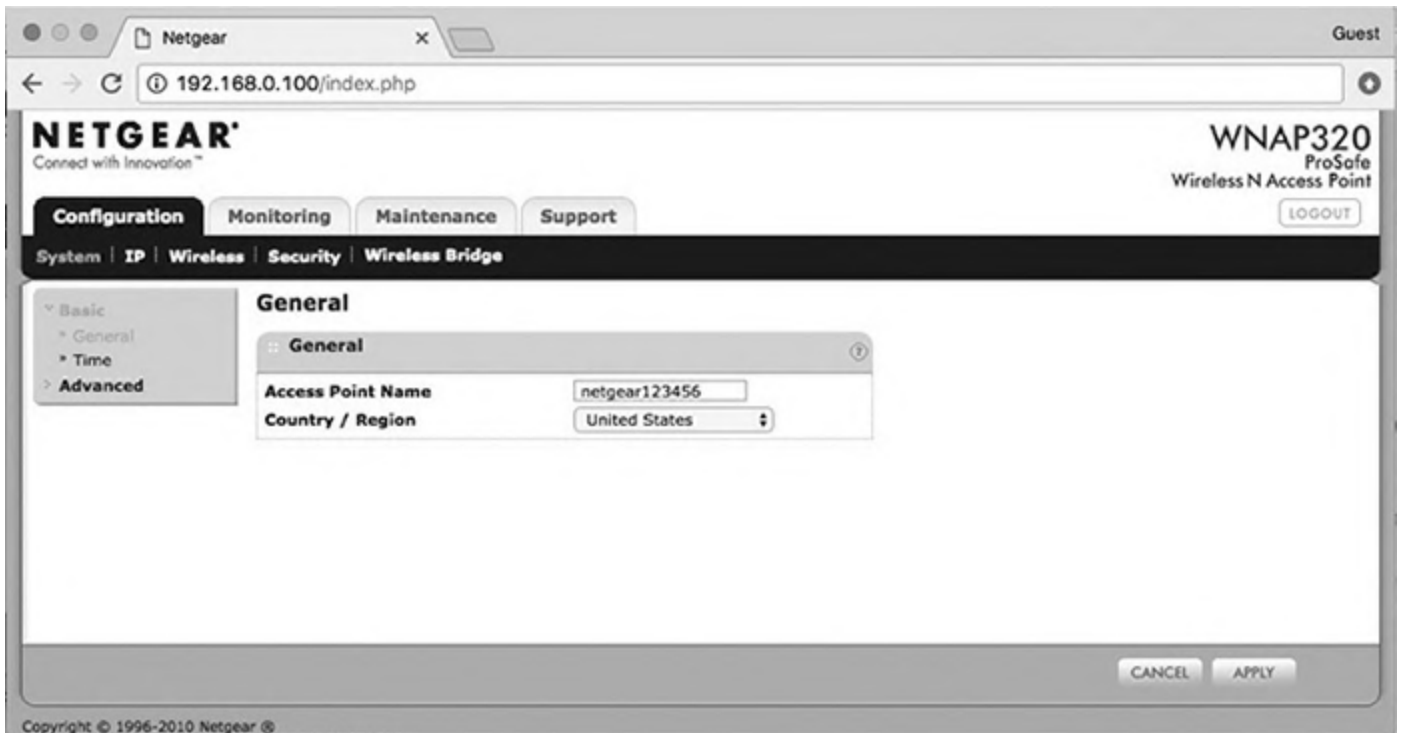 Netgear
Guest
192.168.0.100/index.php
NETGEAR®
Connect with Innovation™
WNAP320
ProSafe
Wireless N Access Point
Configuration Monitoring Maintenance Support
LOGOUT
System | IP | Wireless | Security | Wireless Bridge
Basic
General
Time
Advanced
General
General
Access Point Name netgear123456
Country / Region United States
CANCEL APPLY
Copyright © 1996-2010 Netgear ®